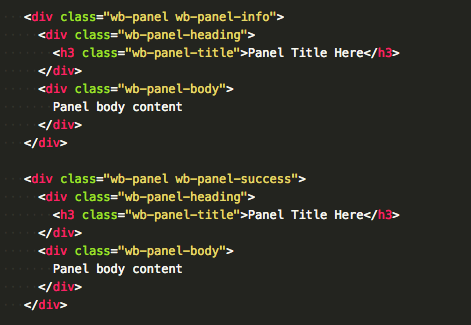 <div class="wb-panel wb-panel-info">
  <div class="wb-panel-heading">
    <h3 class="wb-panel-title">Panel Title Here</h3>
  </div>
  <div class="wb-panel-body">
    Panel body content
  </div>
</div>

<div class="wb-panel wb-panel-success">
  <div class="wb-panel-heading">
    <h3 class="wb-panel-title">Panel Title Here</h3>
  </div>
  <div class="wb-panel-body">
    Panel body content
  </div>
</div>